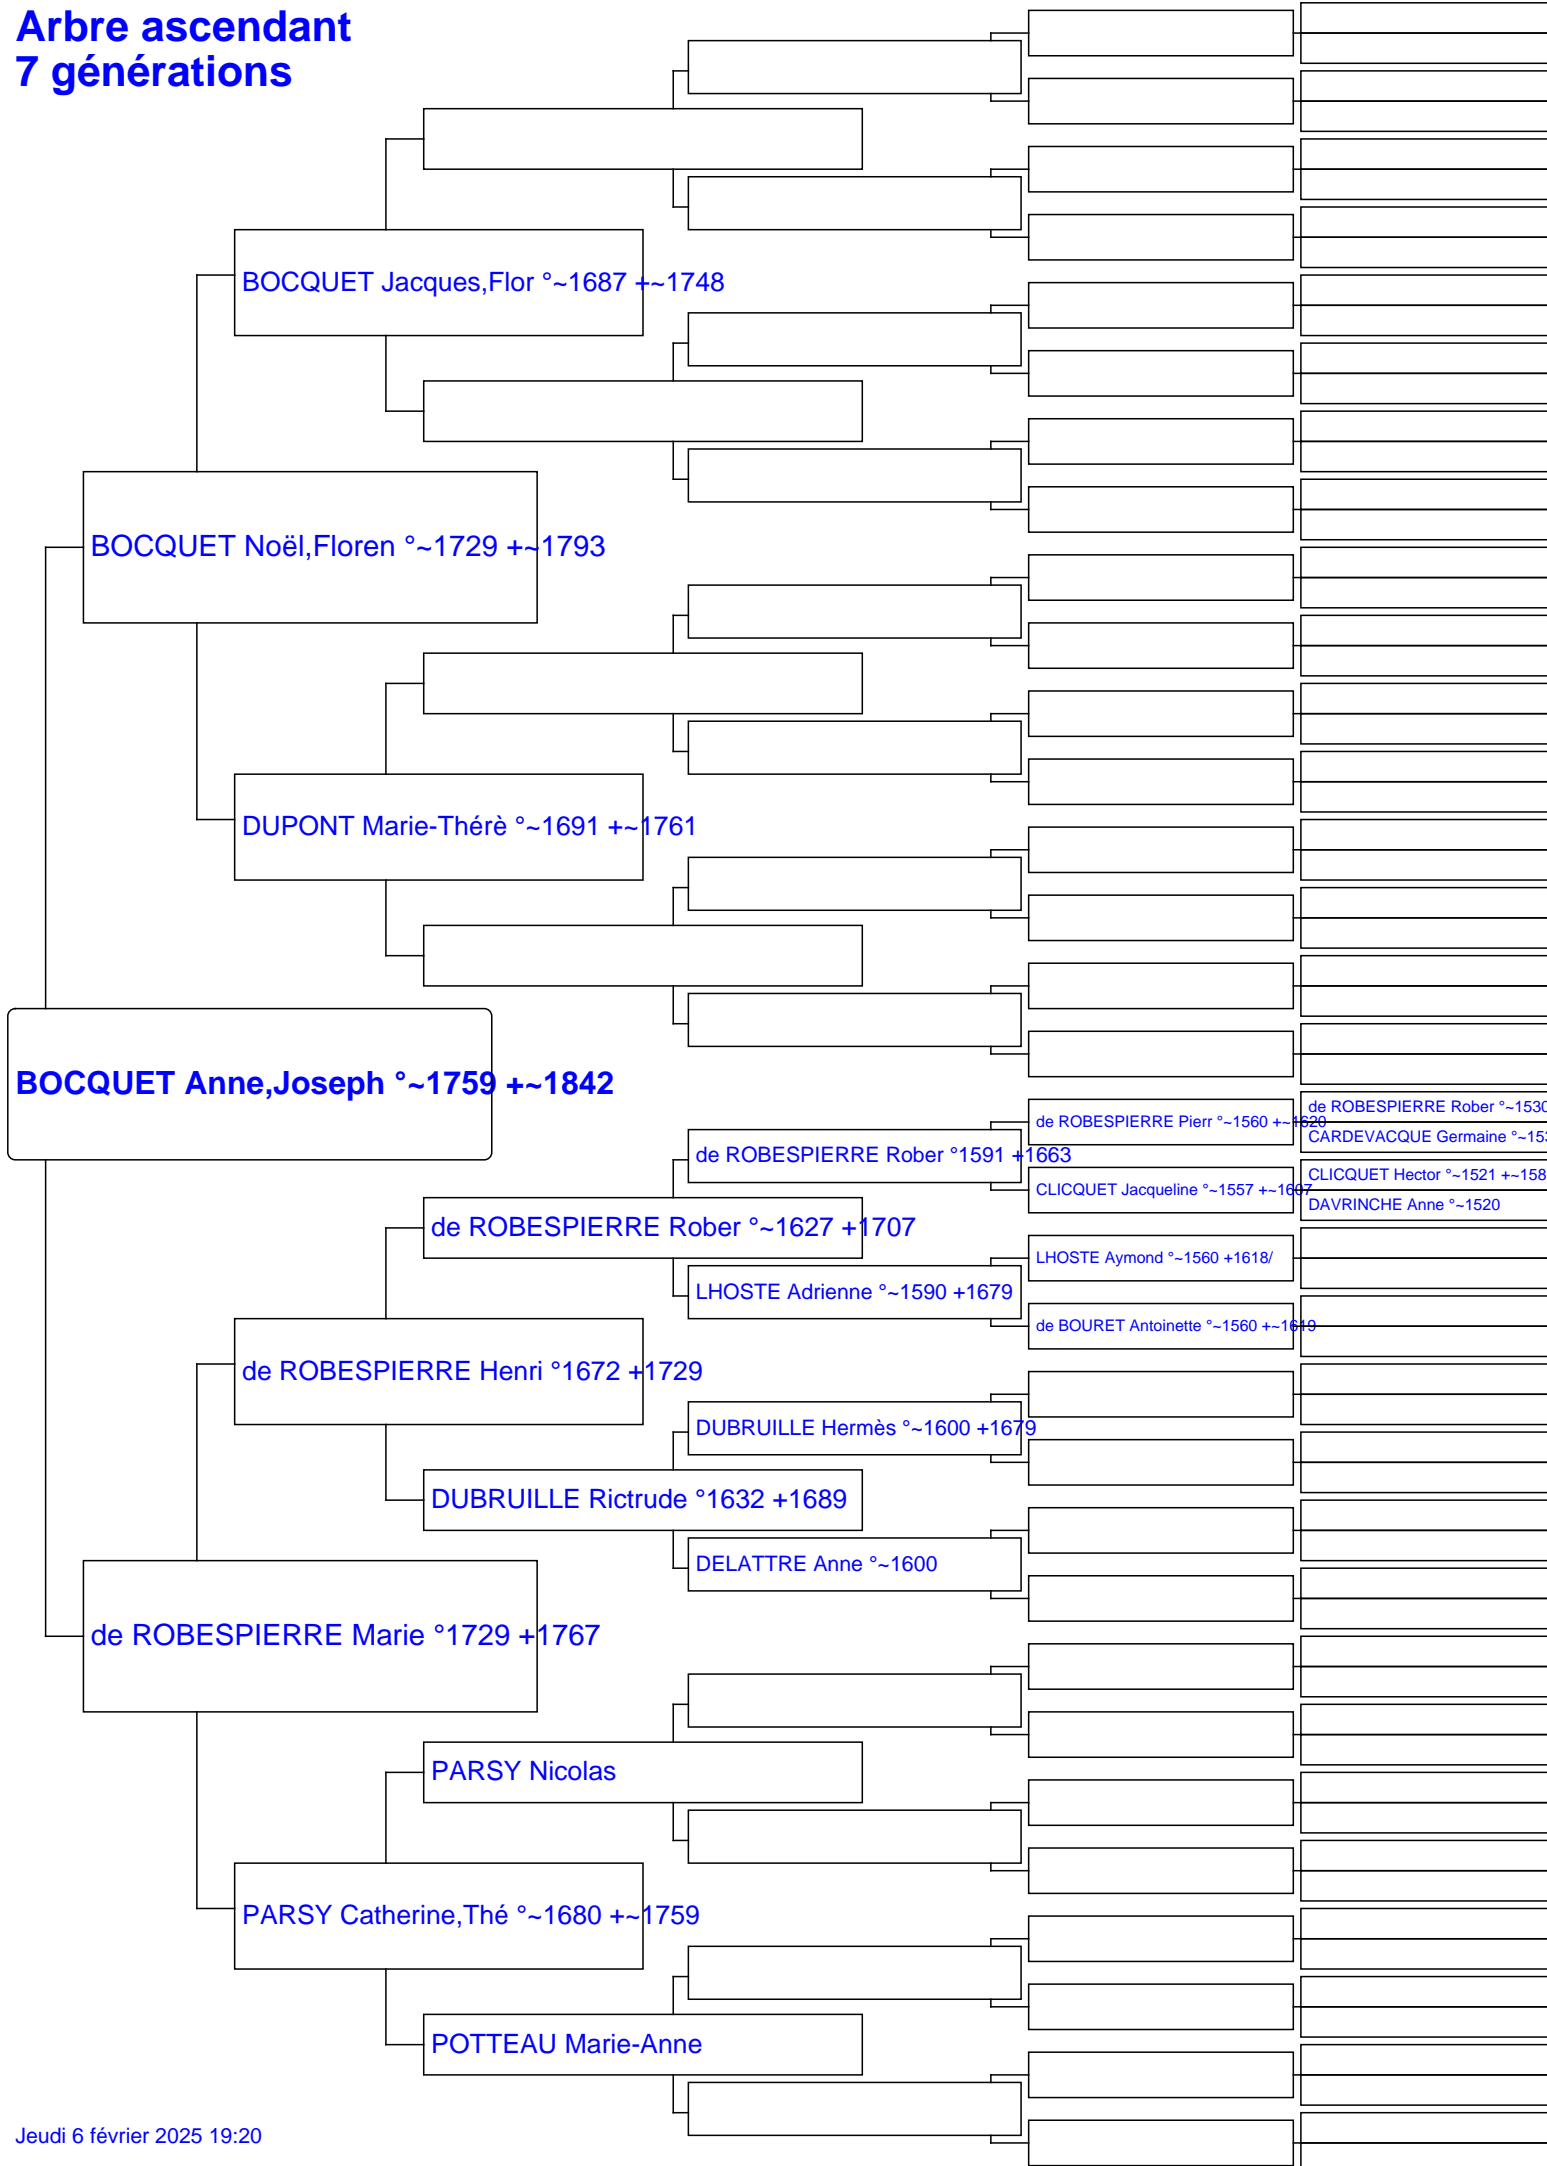 Arbre ascendant
7 générations
BOCQUET Jacques,Flor °~1687 +~1748
BOCQUET Noël,Floren °~1729 +~1793
DUPONT Marie-Thérè °~1691 +~1761
BOCQUET Anne,Joseph °~1759 +~1842
de ROBESPIERRE Rober °~1530
de ROBESPIERRE Pierr °~1560 +~1620
CARDEVACQUE Germaine °~153
de ROBESPIERRE Rober °1591 +1663
CLICQUET Hector °~1521 +~158
CLICQUET Jacqueline °~1557 +~1607
DAVRINCHE Anne °~1520
de ROBESPIERRE Rober °~1627 +1707
LHOSTE Aymond °~1560 +1618/
LHOSTE Adrienne °~1590 +1679
de BOURET Antoinette °~1560 +~1619
de ROBESPIERRE Henri °1672 +1729
DUBRUILLE Hermès °~1600 +1679
DUBRUILLE Rictrude °1632 +1689
DELATTRE Anne °~1600
de ROBESPIERRE Marie °1729 +1767
PARSY Nicolas
PARSY Catherine,Thé °~1680 +~1759
POTTEAU Marie-Anne
Jeudi 6 février 2025 19:20